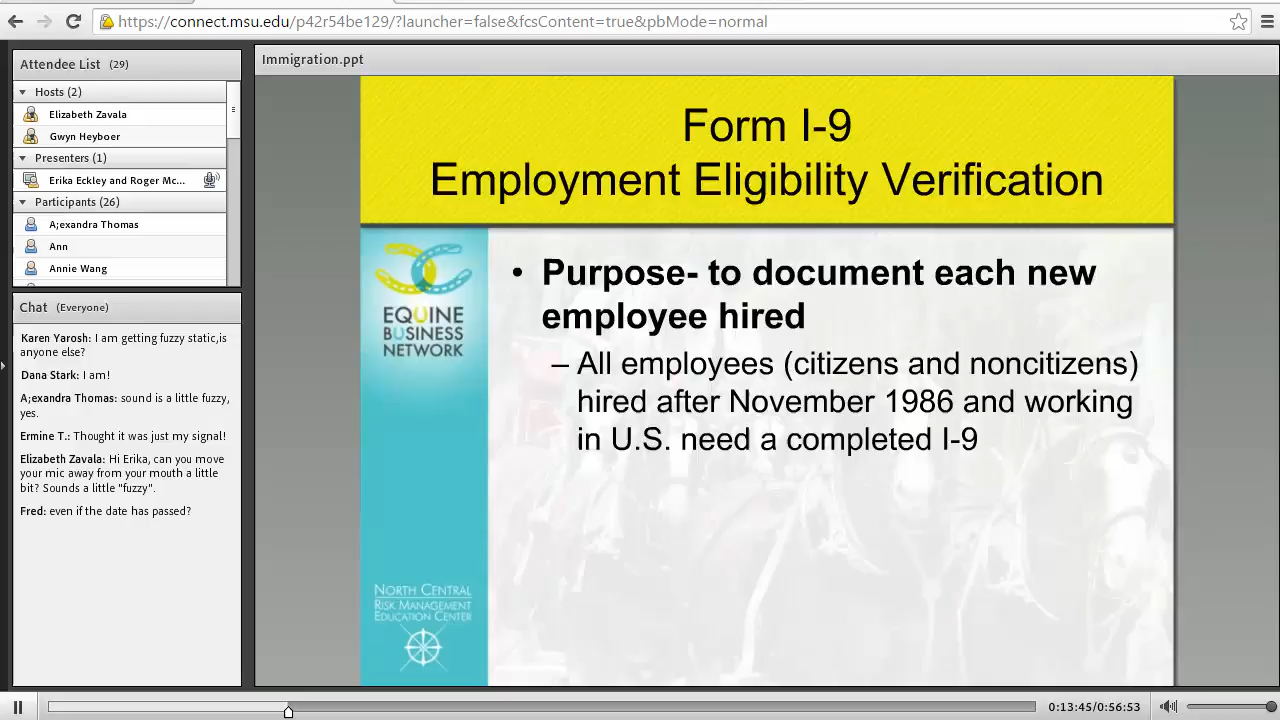 https://connect.msu.edu/p42r54be129/?launcher=false&fcsContent=true&pbMode=normal
Attendee List (29)
Hosts (2)
Elizabeth Zavala
Gwyn Heyboer
Presenters (1)
Erika Eckley and Roger Mc...
Participants (26)
A;exandra Thomas
Ann
Annie Wang
Chat (Everyone)
Karen Yarosh: I am getting fuzzy static,is
anyone else?
Dana Stark: I am!
A;exandra Thomas: sound is a little fuzzy,
yes.
Ermine T.: Thought it was just my signal!
Elizabeth Zavala: Hi Erika, can you move
your mic away from your mouth a little
bit? Sounds a little "fuzzy".
Fred: even if the date has passed?
Immigration.ppt
Form I-9
Employment Eligibility Verification
EQUINE
BUSINESS
NETWORK
• Purpose- to document each new
employee hired
– All employees (citizens and noncitizens)
hired after November 1986 and working
in U.S. need a completed I-9
NORTH CENTRAL
RISK MANAGEMENT
EDUCATION CENTER
0:13:45/0:56:53